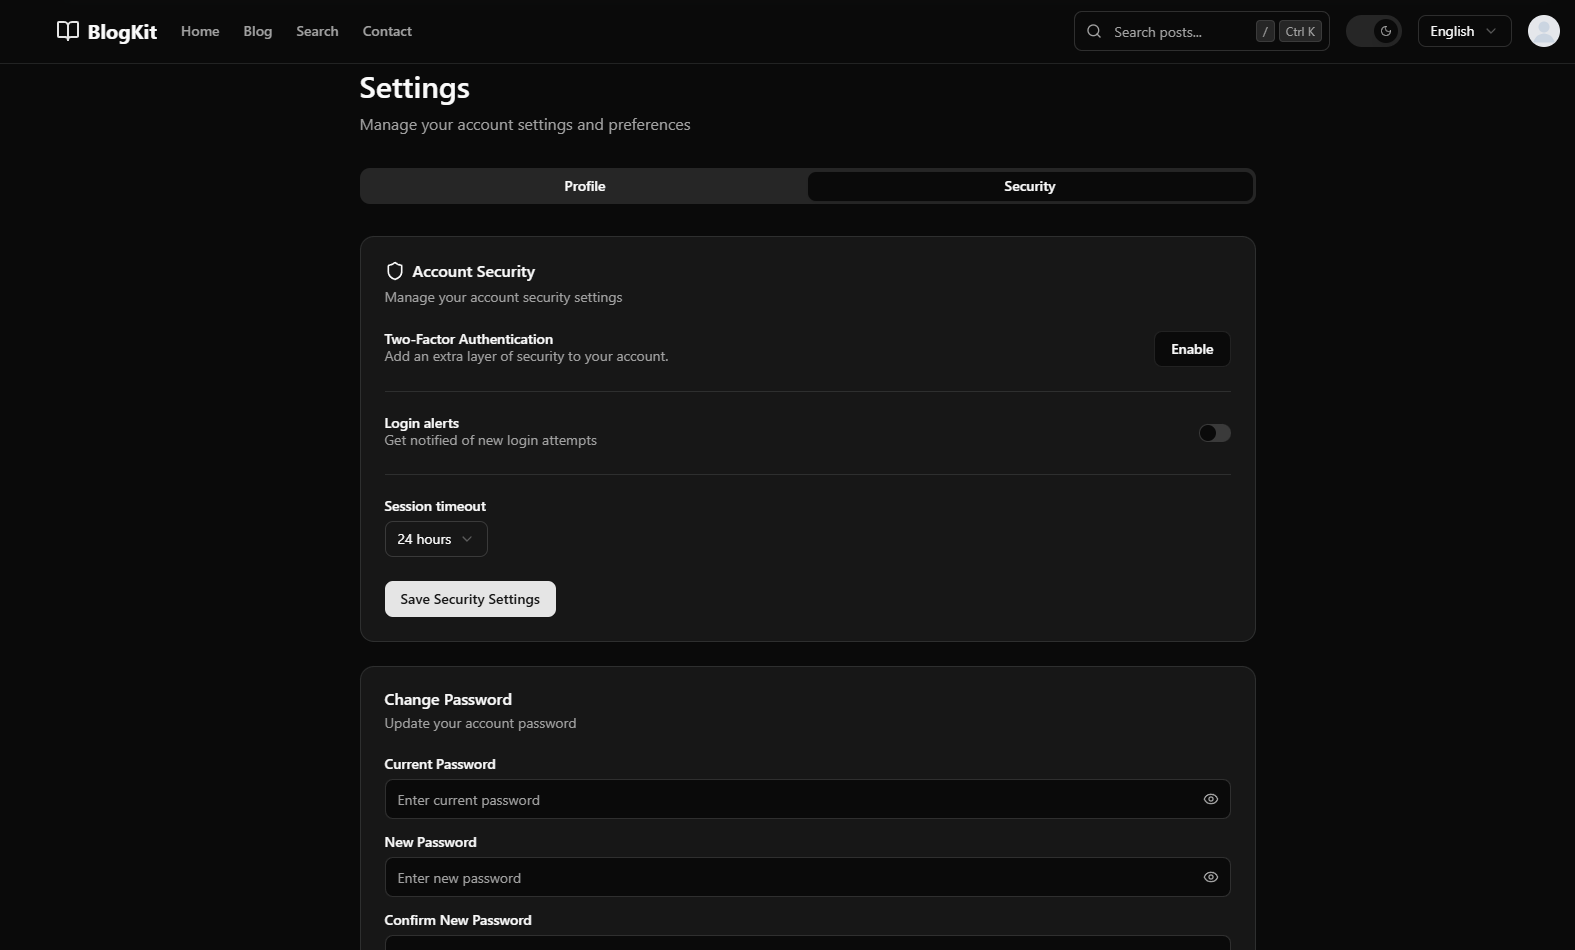 BlogKit
Home
Blog
Search
Contact
Search posts...
/
Ctrl K
English
Settings
Manage your account settings and preferences
Profile
Security
Account Security
Manage your account security settings
Two-Factor Authentication
Add an extra layer of security to your account.
Enable
Login alerts
Get notified of new login attempts
Session timeout
24 hours
Save Security Settings
Change Password
Update your account password
Current Password
Enter current password
New Password
Enter new password
Confirm New Password